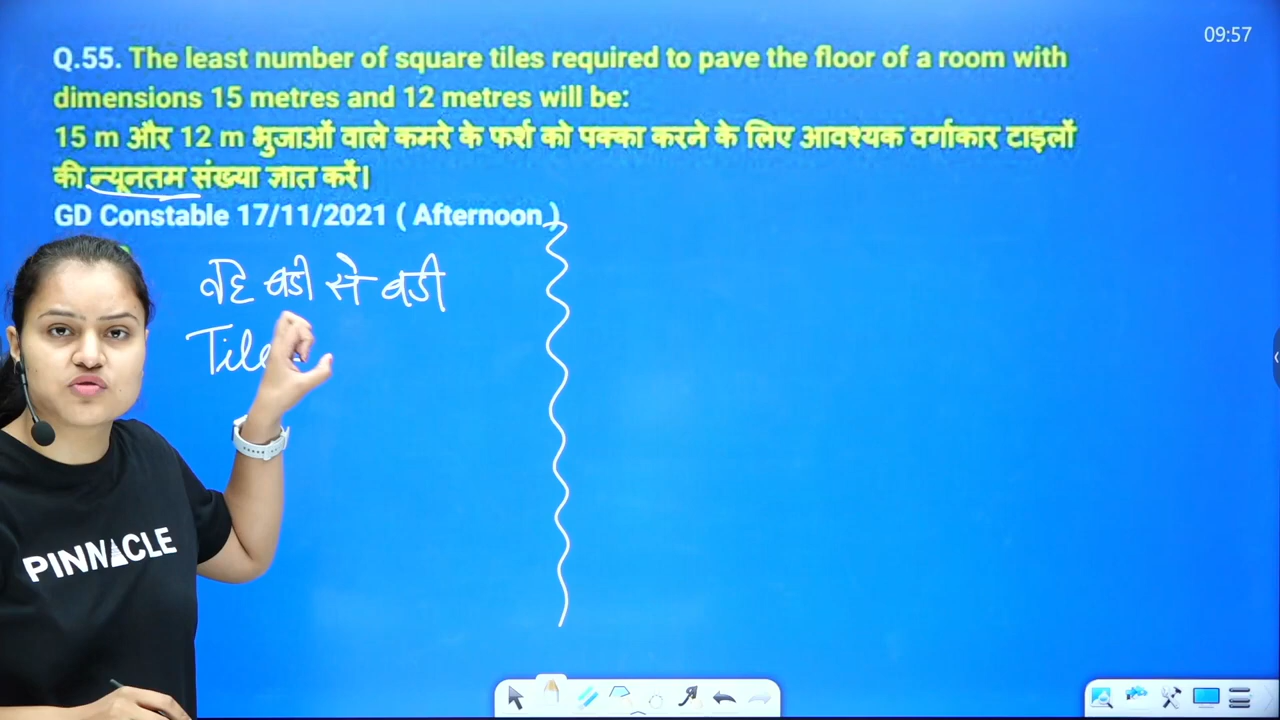 09:57
Q.55. The least number of square tiles required to pave the floor of a room with
dimensions 15 metres and 12 metres will be:
15 m और 12 m भुजाओं वाले कमरे के फर्श को पक्का करने के लिए आवश्यक वर्गाकार टाइलों
की न्यूनतम संख्या ज्ञात करें।
GD Constable 17/11/2021 ( Afternoon )
बड़ी से बड़ी
Tile
PINNACLE